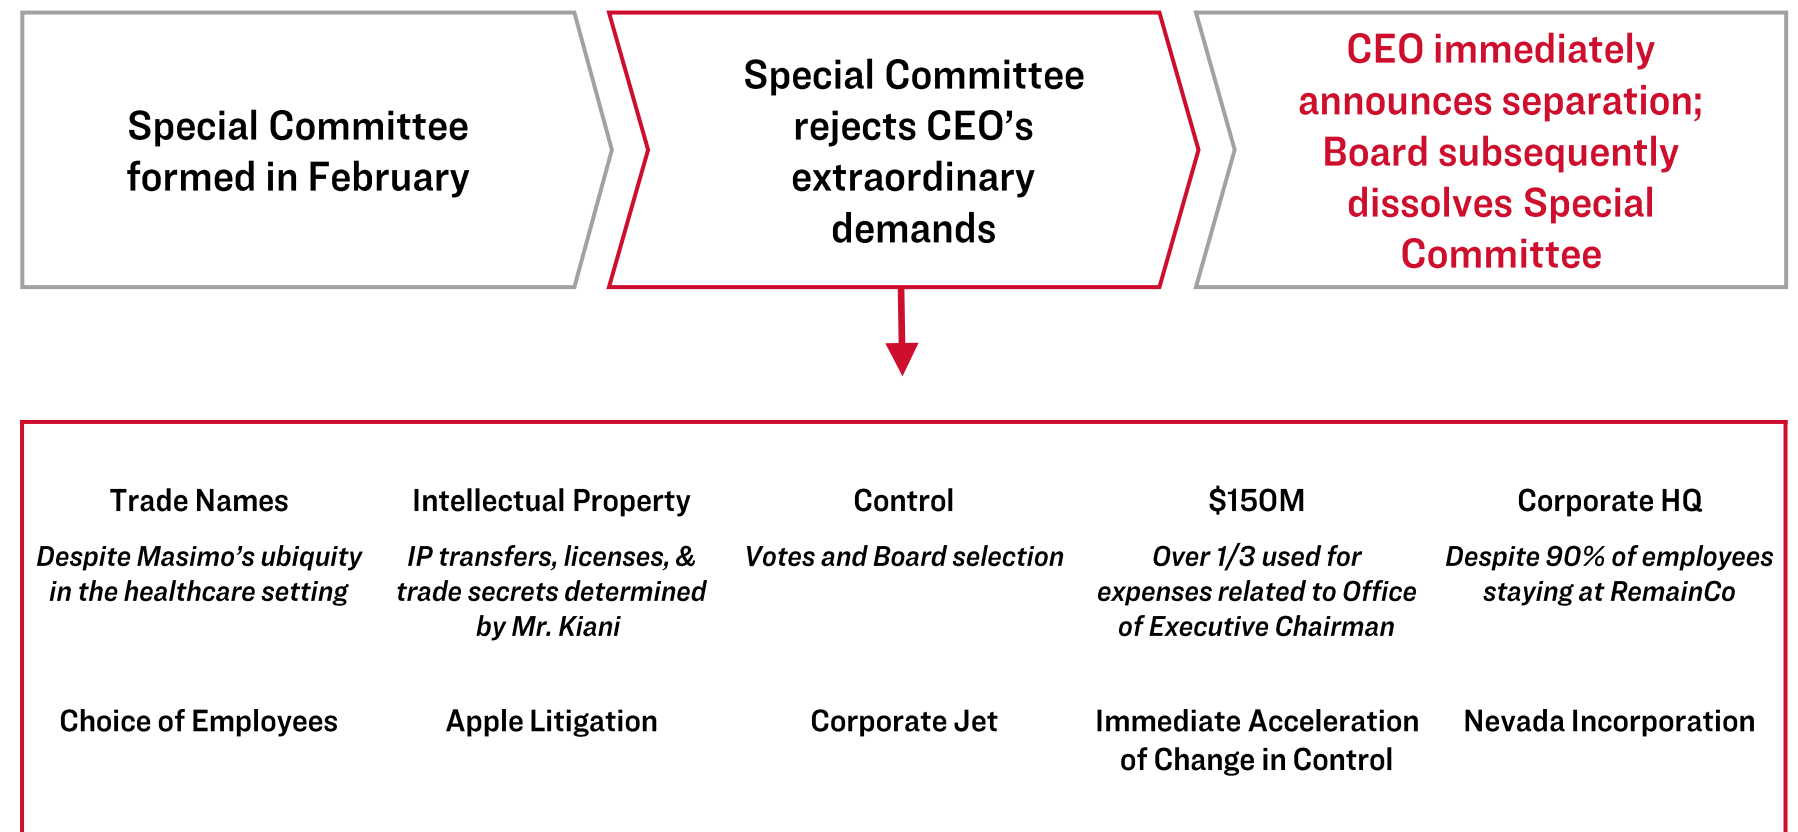 Special Committee
formed in February
Special Committee
rejects CEO’s
extraordinary
demands
CEO immediately
announces separation;
Board subsequently
dissolves Special
Committee
Trade Names
Despite Masimo’s ubiquity
in the healthcare setting
Intellectual Property
IP transfers, licenses, &
trade secrets determined
by Mr. Kiani
Control
Votes and Board selection
$150M
Over 1/3 used for
expenses related to Office
of Executive Chairman
Corporate HQ
Despite 90% of employees
staying at RemainCo
Choice of Employees
Apple Litigation
Corporate Jet
Immediate Acceleration
of Change in Control
Nevada Incorporation